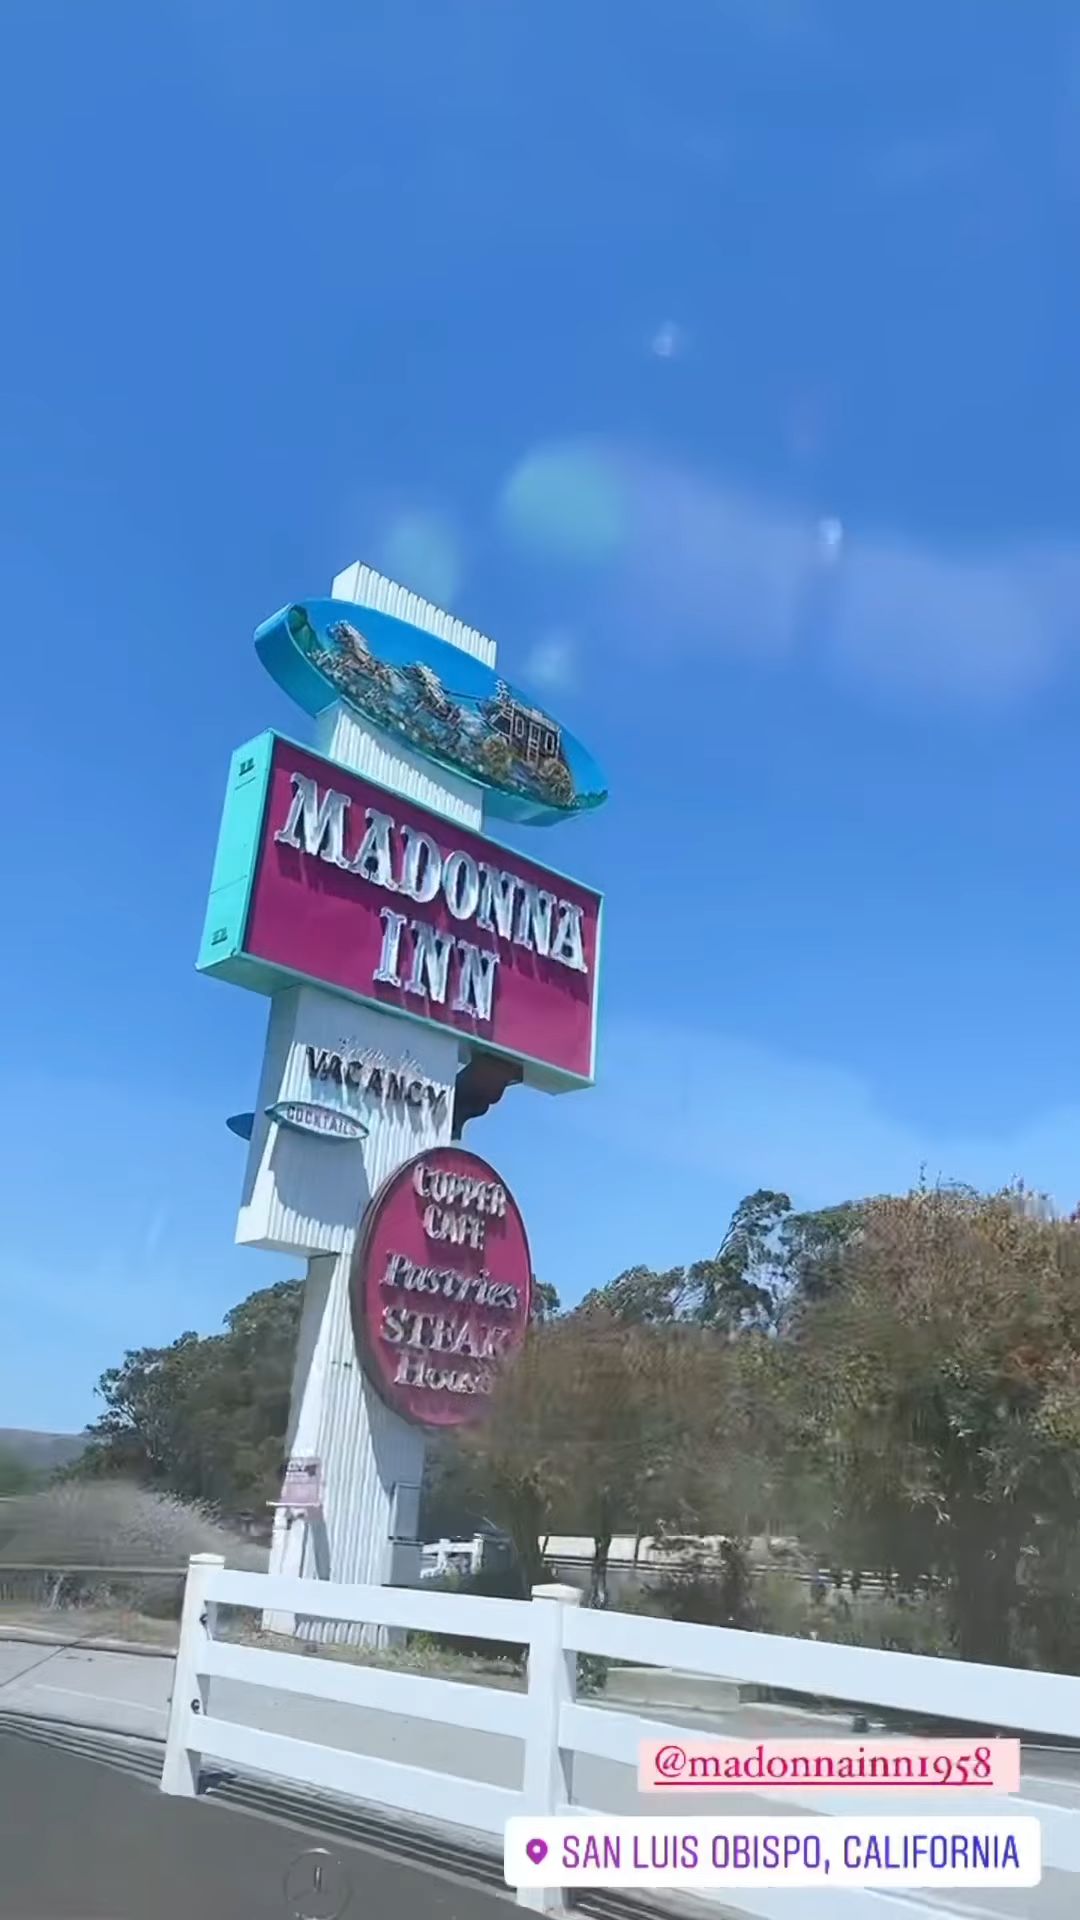 MADONNA
INN
VACANCY
COCKTAILS
COPPER
CAFE
Pastries
STEAK
House
@madonnainn1958
SAN LUIS OBISPO, CALIFORNIA